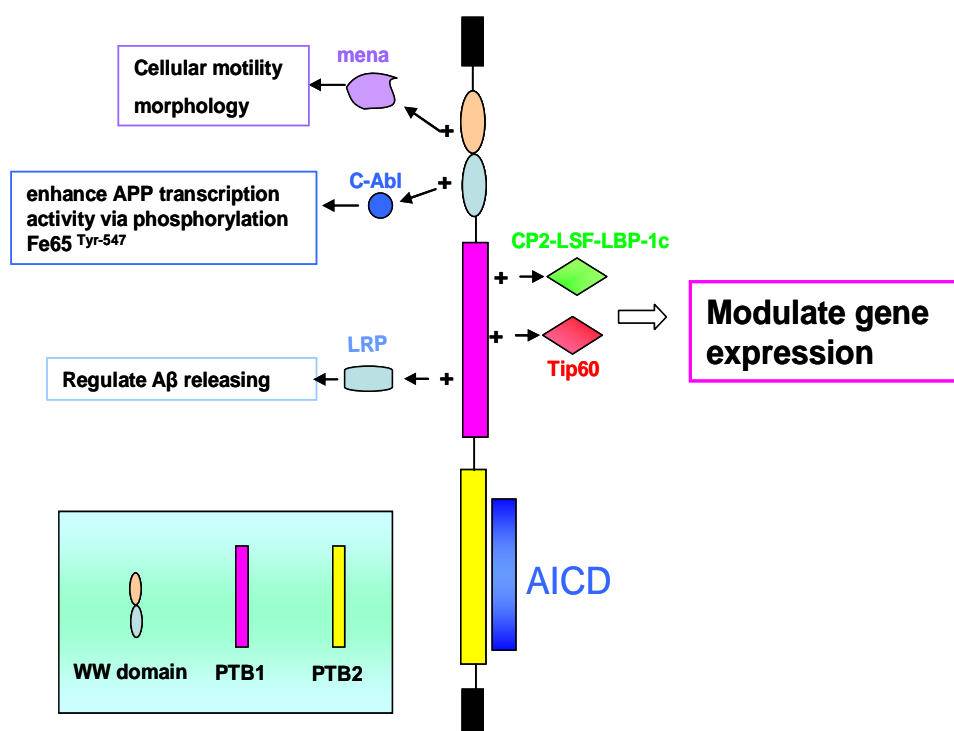 mena
Cellular motility
morphology
+
C-Abl
+
enhance APP transcription
activity via phosphorylation
Fe65 Tyr-547
CP2-LSF-LBP-1c
+
Modulate gene
expression
+
Tip60
LRP
Regulate Aβ releasing
+
AICD
WW domain
PTB1
PTB2